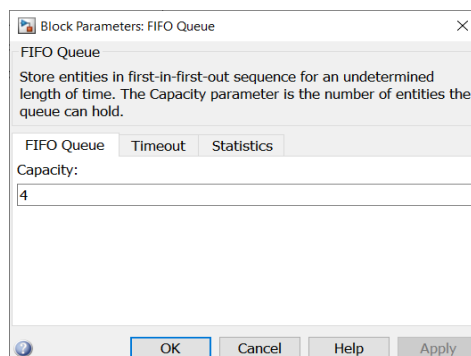 Block Parameters: FIFO Queue
FIFO Queue
Store entities in first-in-first-out sequence for an undetermined
length of time. The Capacity parameter is the number of entities the
queue can hold.
FIFO Queue Timeout Statistics
Capacity:
4
OK Cancel Help Apply